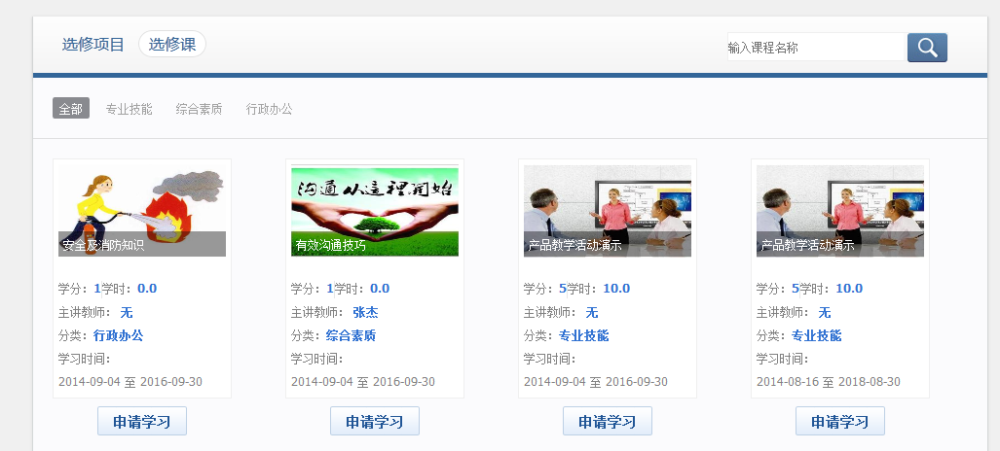 选修项目 选修课 输入课程名称
全部 专业技能 综合素质 行政办公
沟通从這裡開始
安全及消防知识 有效沟通技巧 产品教学活动演示 产品教学活动演示
学分：1学时：0.0 学分：1学时：0.0 学分：5学时：10.0 学分：5学时：10.0
主讲教师： 无 主讲教师： 张杰 主讲教师： 无 主讲教师： 无
分类：行政办公 分类：综合素质 分类：专业技能 分类：专业技能
学习时间： 学习时间： 学习时间： 学习时间：
2014-09-04 至 2016-09-30 2014-09-04 至 2016-09-30 2014-09-04 至 2016-09-30 2014-08-16 至 2018-08-30
申请学习 申请学习 申请学习 申请学习